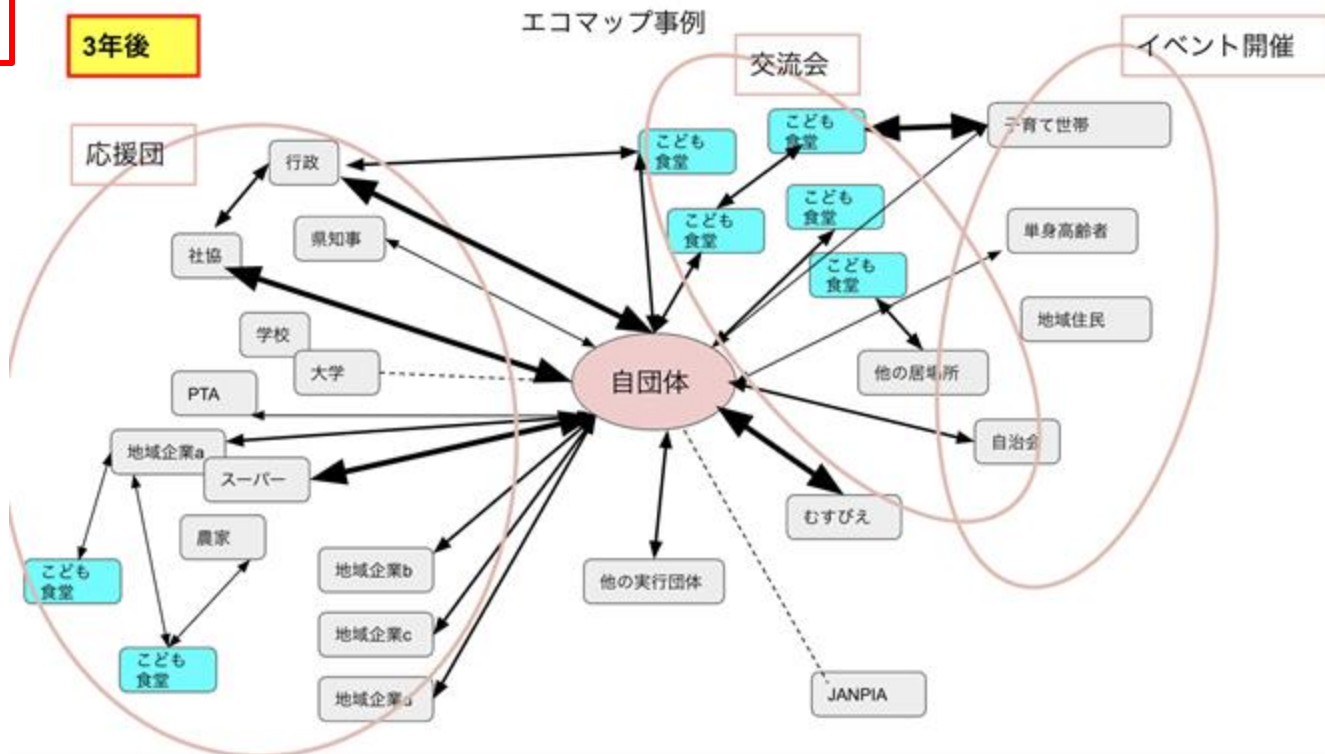 エコマップ事例
3年後
交流会
イベント開催
応援団
行政
県知事
社協
学校
大学
PTA
地域企業a
スーパー
農家
こども
食堂
こども
食堂
地域企業b
地域企業c
地域企業
こども
食堂
こども
食堂
こども
食堂
こども
食堂
こども
食堂
自団体
子育て世帯
単身高齢者
地域住民
他の居場所
自治会
むすびえ
他の実行団体
JANPIA